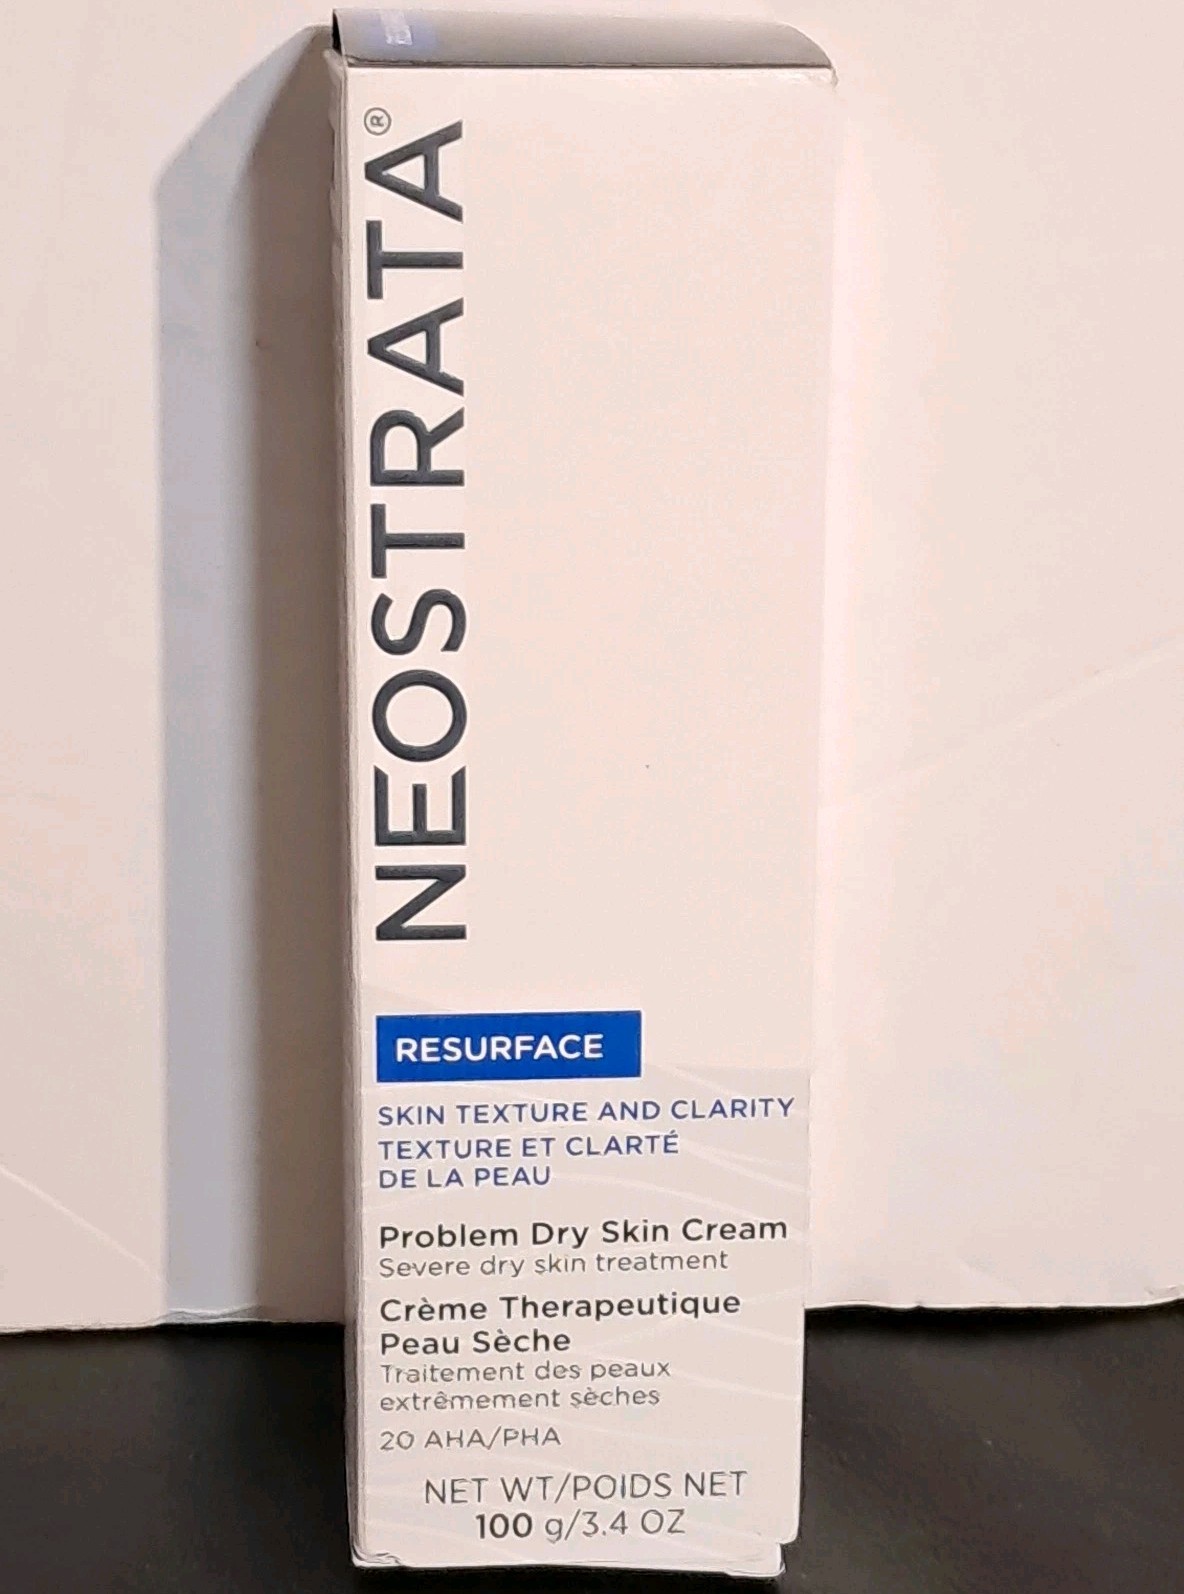 NEOSTRATA®
RESURFACE
SKIN TEXTURE AND CLARITY
TEXTURE ET CLARTÉ
DE LA PEAU
Problem Dry Skin Cream
Severe dry skin treatment
Crème Therapeutique
Peau Sèche
Traitement des peaux
extrêmement sèches
20 AHA/PHA
NET WT/POIDS NET
100 g/3.4 OZ